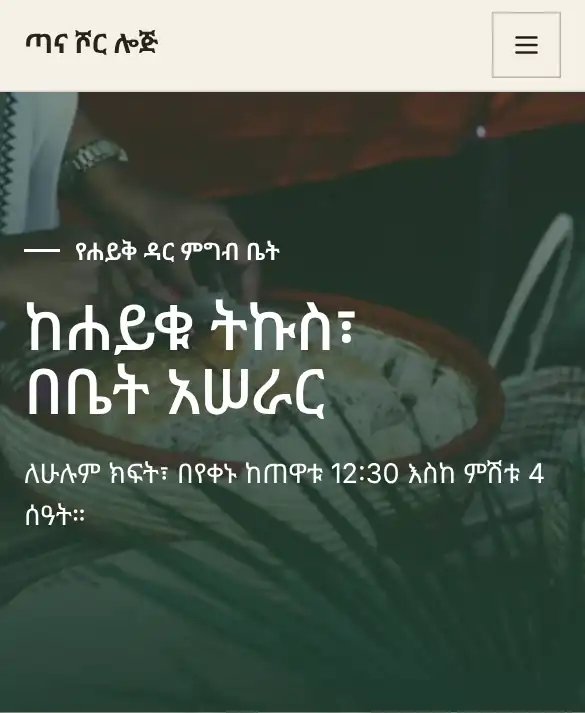 ጣና ሾር ሎጅ
የሐይቅ ዳር ምግብ ቤት
ከሐይቁ ትኩስ፣
በቤት አሠራር
ለሁሉም ክፍት፣ በየቀኑ ከጠዋቱ 12:30 እስከ ምሽቱ 4
ሰዓት።